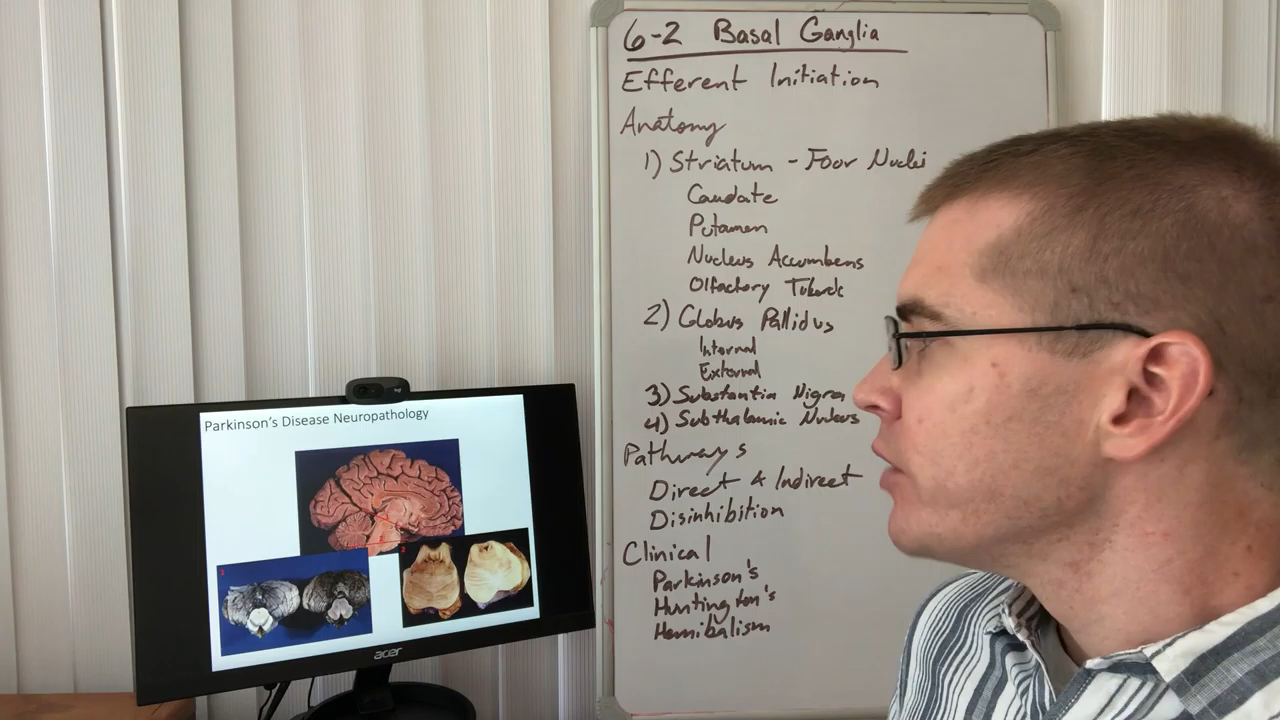 6-2 Basal Ganglia
Efferent Initiation
Anatomy
1) Striatum - Four Nuclei
Caudate
Putamen
Nucleus Accumbens
Olfactory Tubercle
2) Globus Pallidus
Internal
External
3) Substantia Nigra
4) Subthalamic Nucleus
Pathways
Direct & Indirect
Disinhibition
Clinical
Parkinson's
Huntington's
Hemibalism
Parkinson's Disease Neuropathology
acer